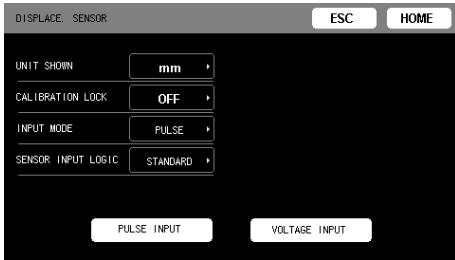 DISPLACE. SENSOR ESC HOME
UNIT SHOWN mm
CALIBRATION LOCK OFF
INPUT MODE PULSE
SENSOR INPUT LOGIC STANDARD
PULSE INPUT VOLTAGE INPUT